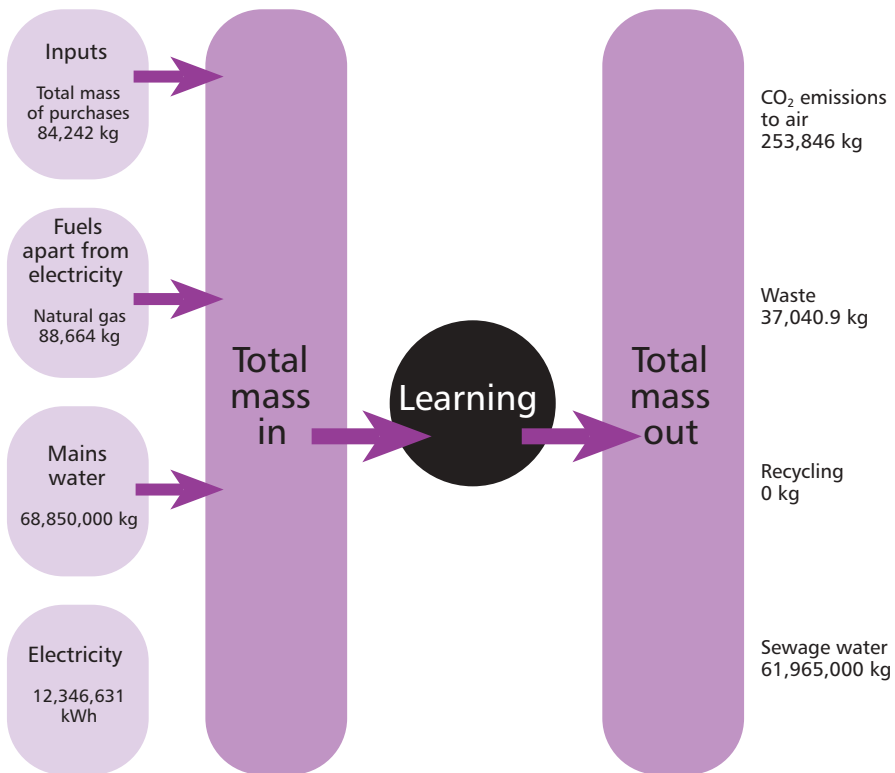 Inputs
Total mass
of purchases
84,242 kg
Fuels
apart from
electricity
Natural gas
88,664 kg
Mains
water
68,850,000 kg
Electricity
12,346,631
kWh
Total
mass
in
Learning
Total
mass
out
CO₂ emissions
to air
253,846 kg
Waste
37,040.9 kg
Recycling
0 kg
Sewage water
61,965,000 kg